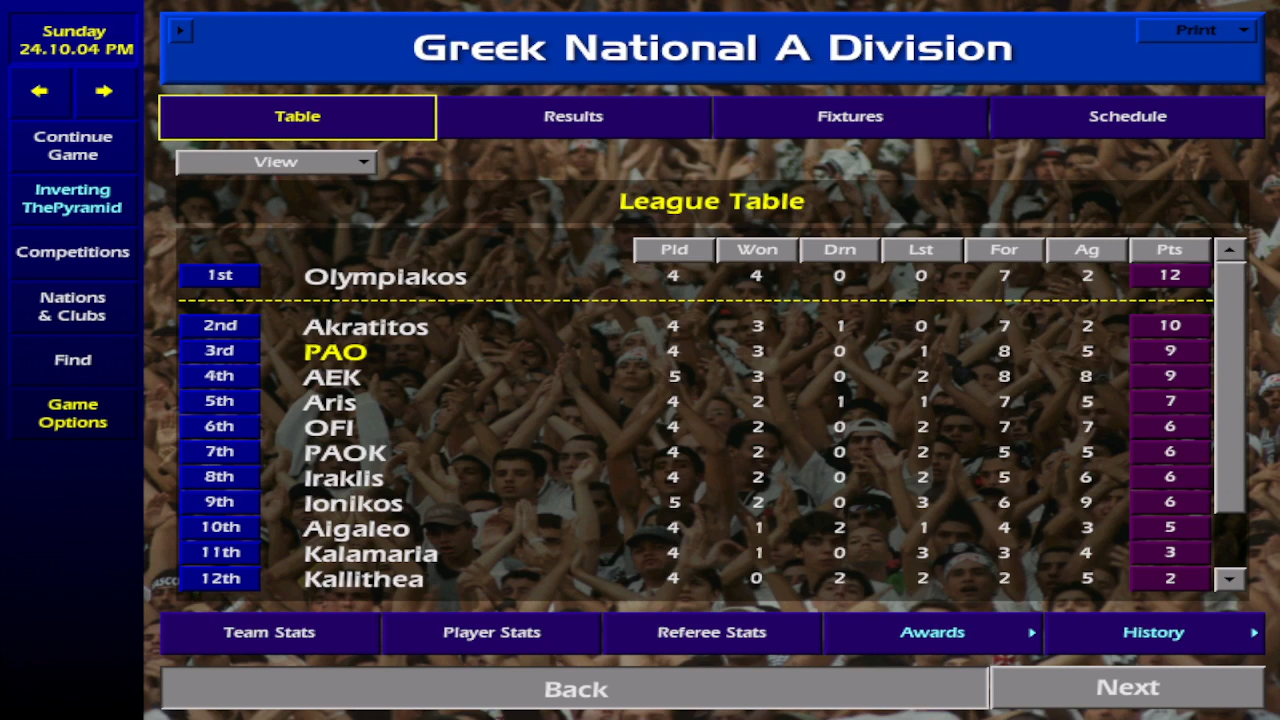 Sunday
24.10.04 PM
Continue
Game
Inverting
ThePyramid
Competitions
Nations
& Clubs
Find
Game
Options
Greek National A Division
Print
Table Results Fixtures Schedule
View
League Table
Pld Won Drn Lst For Ag Pts
1st Olympiakos 4 4 0 0 7 2 12
2nd Akratitos 4 3 1 0 7 2 10
3rd PAO 4 3 0 1 8 5 9
4th AEK 5 3 0 2 8 8 9
5th Aris 4 2 1 1 7 5 7
6th OFI 4 2 0 2 7 7 6
7th PAOK 4 2 0 2 5 5 6
8th Iraklis 4 2 0 2 5 6 6
9th Ionikos 5 2 0 3 6 9 6
10th Aigaleo 4 1 2 1 4 3 5
11th Kalamaria 4 1 0 3 3 4 3
12th Kallithea 4 0 2 2 2 5 2
Team Stats Player Stats Referee Stats Awards History
Back Next